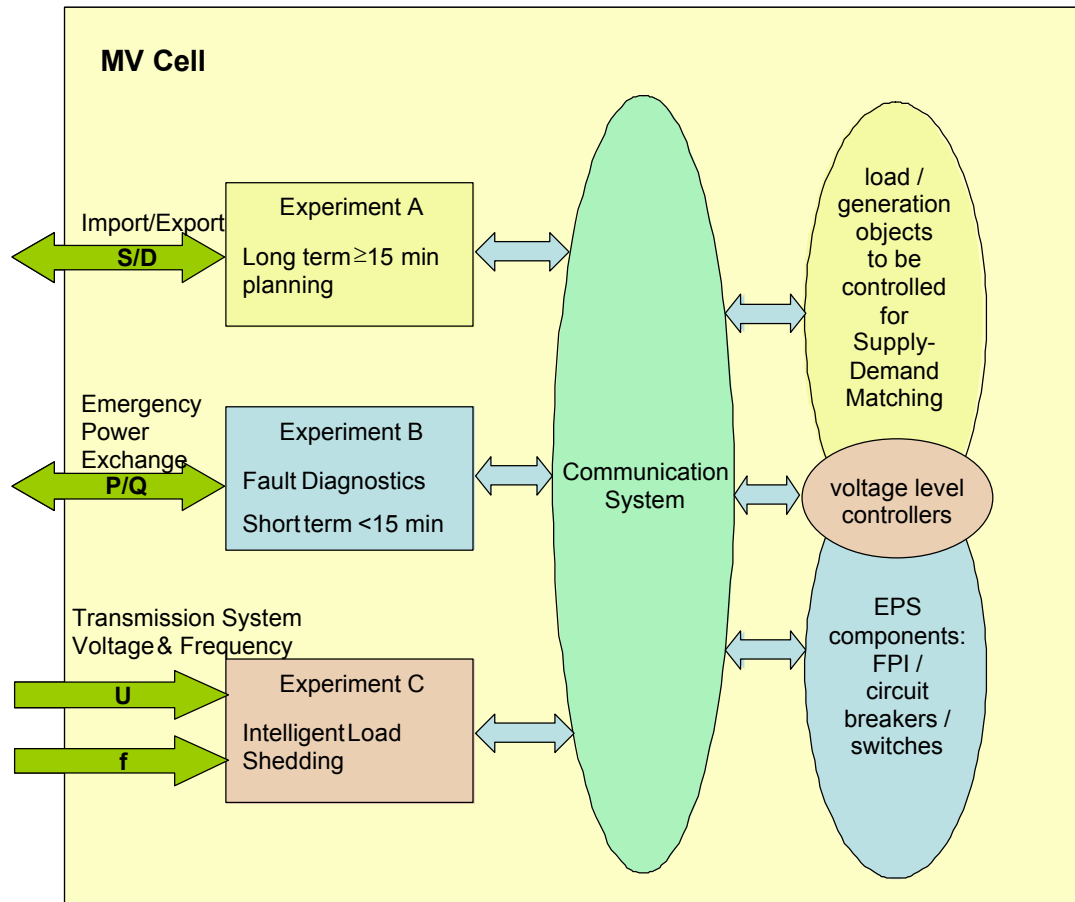 MV Cell
Import/Export
S/D
Experiment A
Long term ≥15 min
planning
Emergency
Power
Exchange
P/Q
Experiment B
Fault Diagnostics
Short term <15 min
Transmission System
Voltage & Frequency
U
f
Experiment C
Intelligent Load
Shedding
Communication
System
load /
generation
objects
to be
controlled
for
Supply-
Demand
Matching
voltage level
controllers
EPS
components:
FPI /
circuit
breakers /
switches